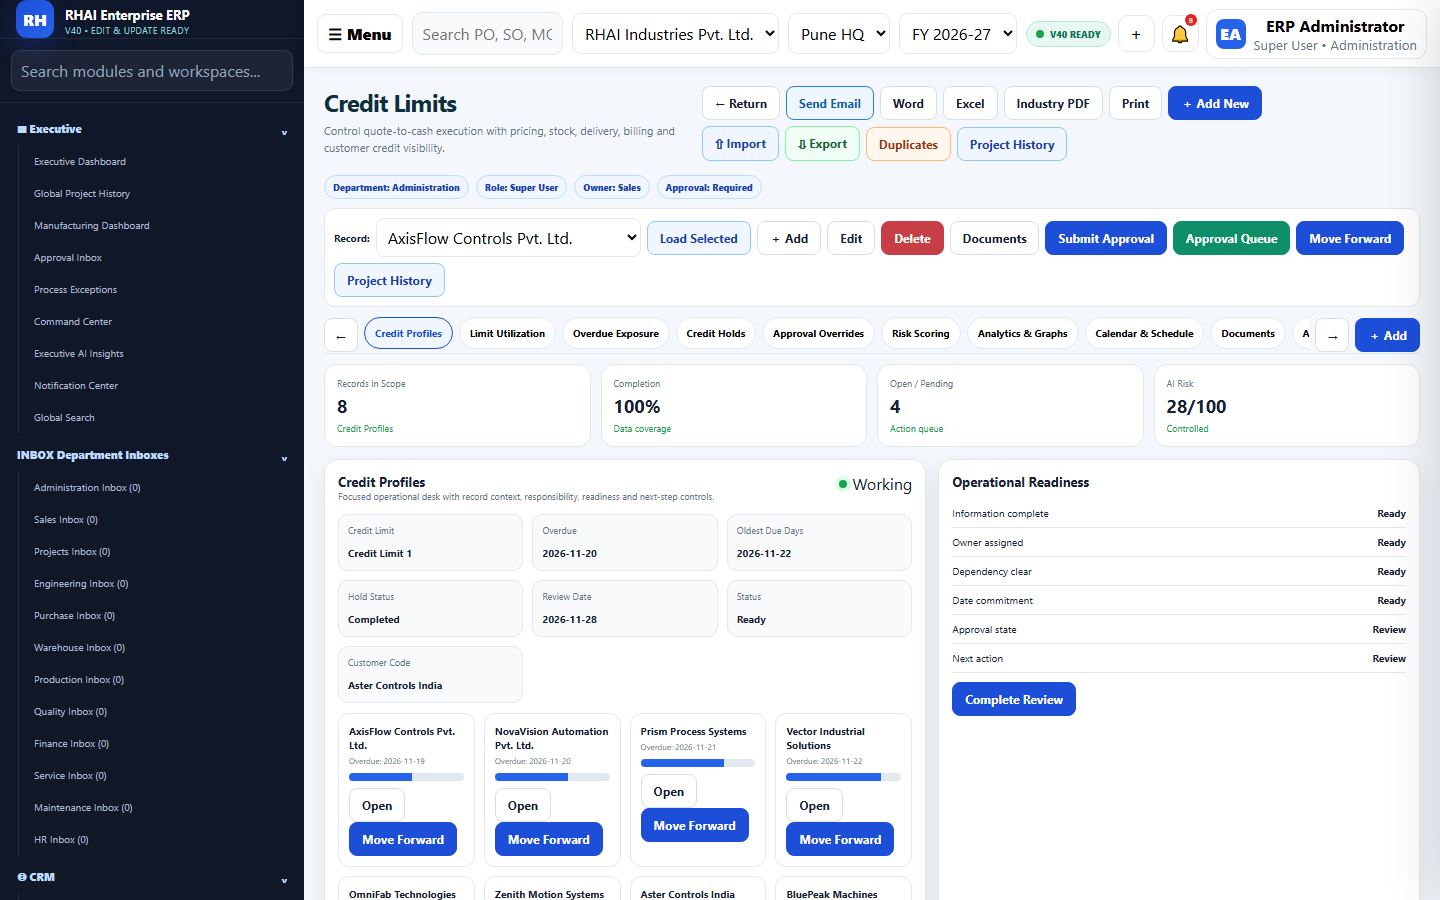 RH
RHAI Enterprise ERP
V40 • EDIT & UPDATE READY
Search modules and workspaces...
Executive
Executive Dashboard
Global Project History
Manufacturing Dashboard
Approval Inbox
Process Exceptions
Command Center
Executive AI Insights
Notification Center
Global Search
INBOX Department Inboxes
Administration Inbox (0)
Sales Inbox (0)
Projects Inbox (0)
Engineering Inbox (0)
Purchase Inbox (0)
Warehouse Inbox (0)
Production Inbox (0)
Quality Inbox (0)
Finance Inbox (0)
Service Inbox (0)
Maintenance Inbox (0)
HR Inbox (0)
CRM
☰ Menu
Search PO, SO, MO
RHAI Industries Pvt. Ltd.
Pune HQ
FY 2026-27
V40 READY
+
8
EA
ERP Administrator
Super User • Administration
Credit Limits
Control quote-to-cash execution with pricing, stock, delivery, billing and
customer credit visibility.
← Return
Send Email
Word
Excel
Industry PDF
Print
+ Add New
⇧ Import
⇩ Export
Duplicates
Project History
Department: Administration
Role: Super User
Owner: Sales
Approval: Required
Record:
AxisFlow Controls Pvt. Ltd.
Load Selected
+ Add
Edit
Delete
Documents
Submit Approval
Approval Queue
Move Forward
Project History
←
Credit Profiles
Limit Utilization
Overdue Exposure
Credit Holds
Approval Overrides
Risk Scoring
Analytics & Graphs
Calendar & Schedule
Documents
A
→
+ Add
Records in Scope
8
Credit Profiles
Completion
100%
Data coverage
Open / Pending
4
Action queue
AI Risk
28/100
Controlled
Credit Profiles
Focused operational desk with record context, responsibility, readiness and next-step controls.
Working
Credit Limit
Credit Limit 1
Overdue
2026-11-20
Oldest Due Days
2026-11-22
Hold Status
Completed
Review Date
2026-11-28
Status
Ready
Customer Code
Aster Controls India
AxisFlow Controls Pvt.
Ltd.
Overdue: 2026-11-19
Open
Move Forward
NovaVision Automation
Pvt. Ltd.
Overdue: 2026-11-20
Open
Move Forward
Prism Process Systems
Overdue: 2026-11-21
Open
Move Forward
Vector Industrial
Solutions
Overdue: 2026-11-22
Open
Move Forward
OmniFab Technologies
Zenith Motion Systems
Aster Controls India
BluePeak Machines
Operational Readiness
Information complete Ready
Owner assigned Ready
Dependency clear Ready
Date commitment Ready
Approval state Review
Next action Review
Complete Review